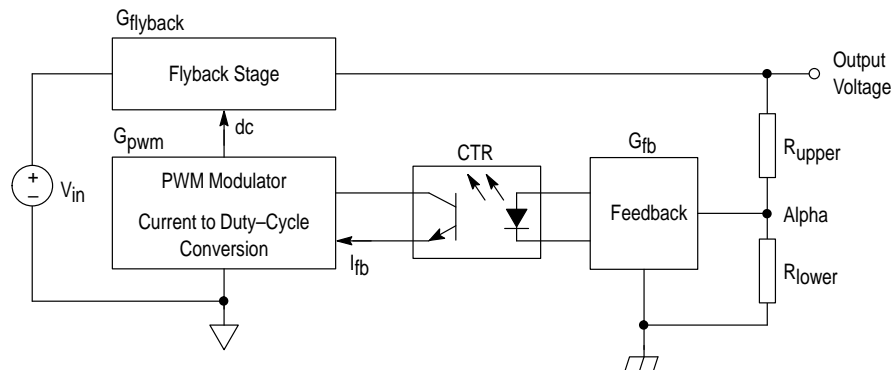 Gflyback
Flyback Stage
Output
Voltage
dc
Gpwm
CTR
Gfb
Rupper
+
−
Vin
PWM Modulator
Current to Duty–Cycle
Conversion
Feedback
Alpha
Ifb
Rlower